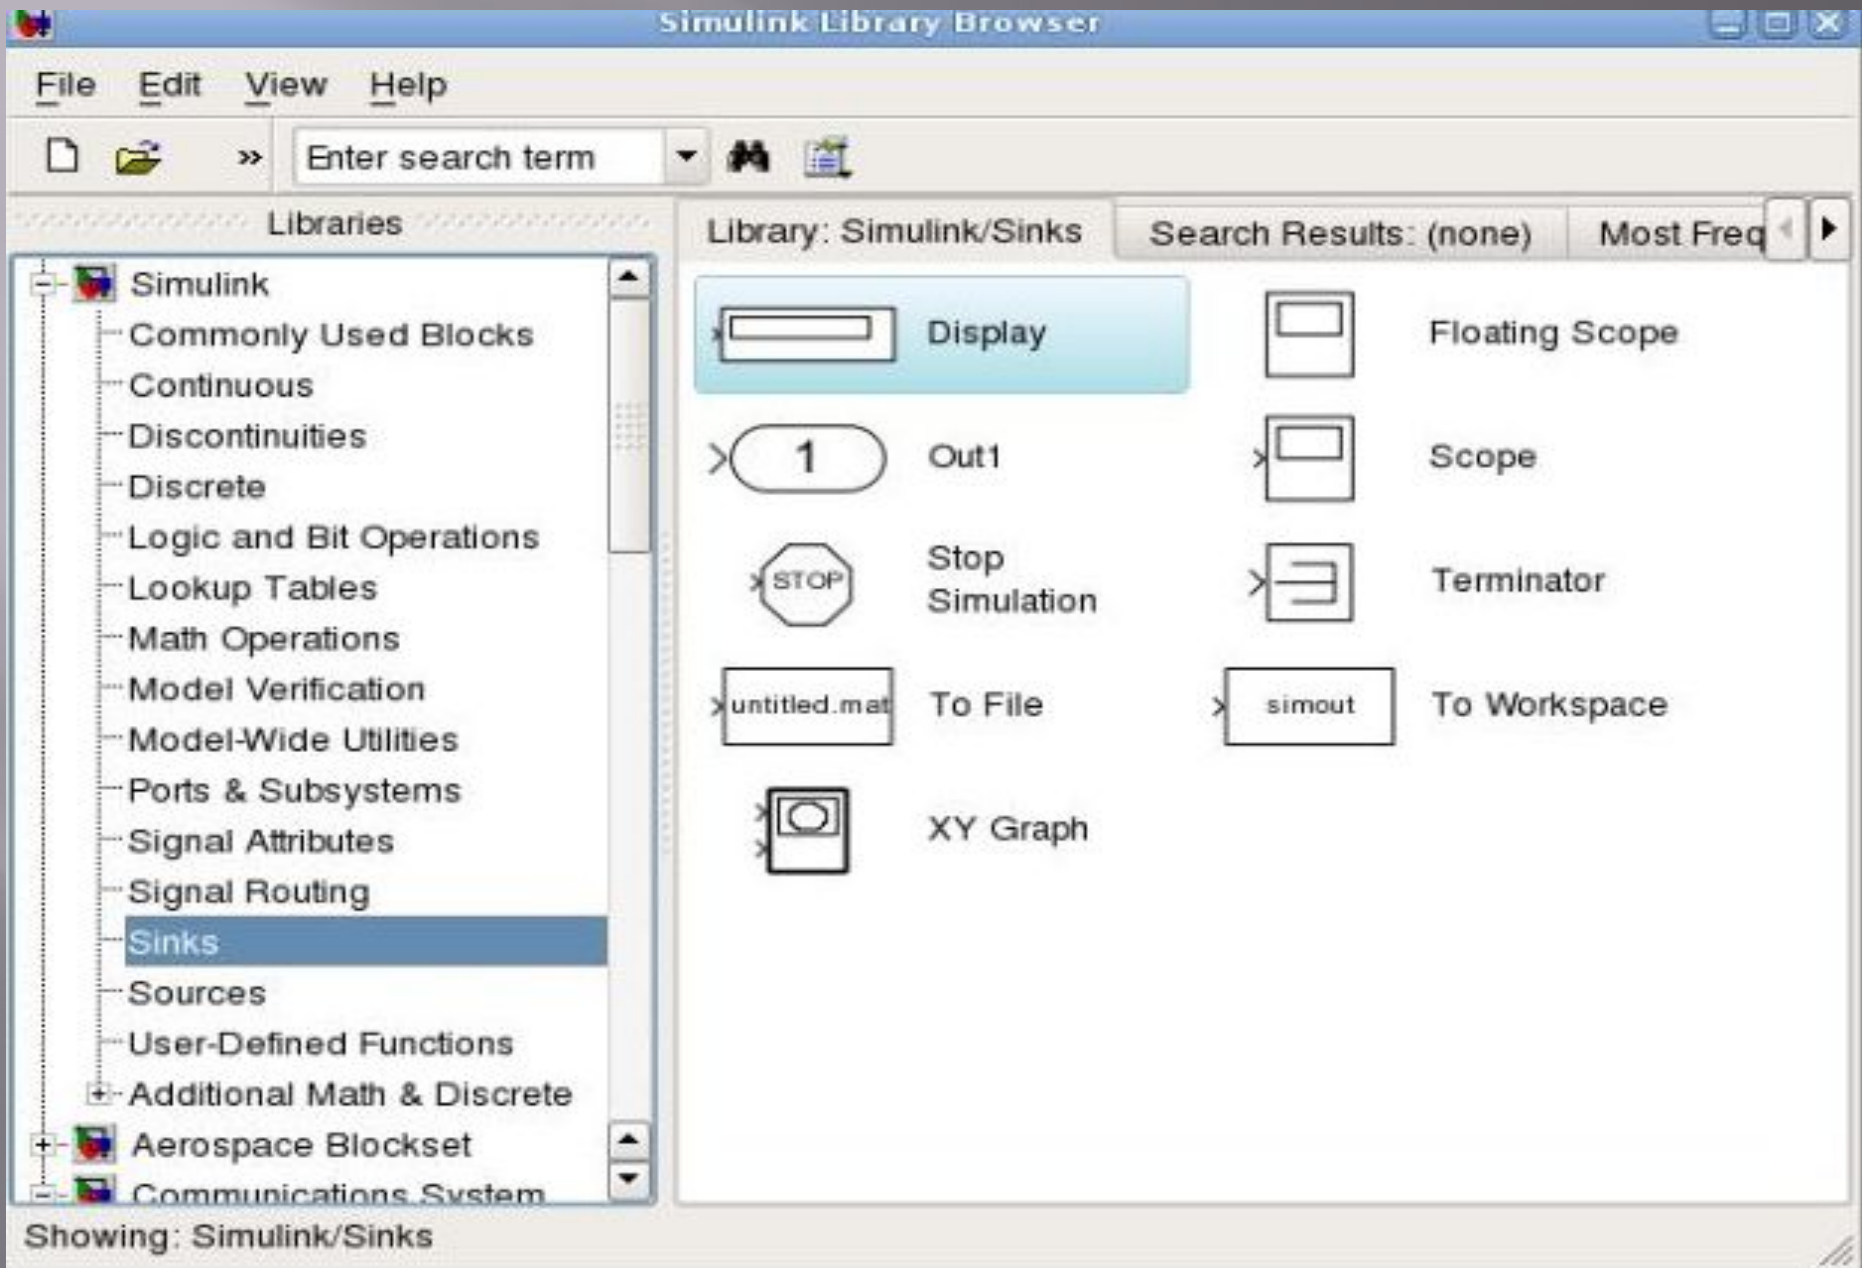 Simulink Library Browser
File Edit View Help
Enter search term
Libraries
Simulink
Commonly Used Blocks
Continuous
Discontinuities
Discrete
Logic and Bit Operations
Lookup Tables
Math Operations
Model Verification
Model-Wide Utilities
Ports & Subsystems
Signal Attributes
Signal Routing
Sinks
Sources
User-Defined Functions
Additional Math & Discrete
Aerospace Blockset
Communications System
Library: Simulink/Sinks Search Results: (none) Most Freq
Display Floating Scope
1 Out1 Scope
STOP Stop
Simulation
Terminator
untitled.mat To File simout To Workspace
XY Graph
Showing: Simulink/Sinks